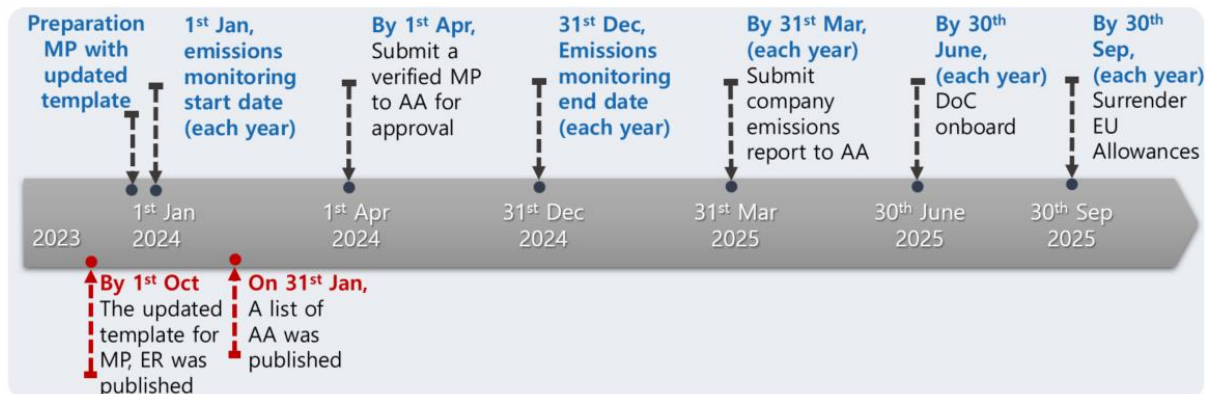 Preparation
MP with
updated
template
1st Jan,
emissions
monitoring
start date
(each year)
By 1st Apr,
Submit a
verified MP
to AA for
approval
31st Dec,
Emissions
monitoring
end date
(each year)
By 31st Mar,
(each year)
Submit
company
emissions
report to AA
By 30th
June,
(each year)
DoC
onboard
By 30th
Sep,
(each year)
Surrender
EU
Allowances
2023
1st Jan
2024
1st Apr
2024
31st Dec
2024
31st Mar
2025
30th June
2025
30th Sep
2025
By 1st Oct
The updated
template for
MP, ER was
published
On 31st Jan,
A list of
AA was
published